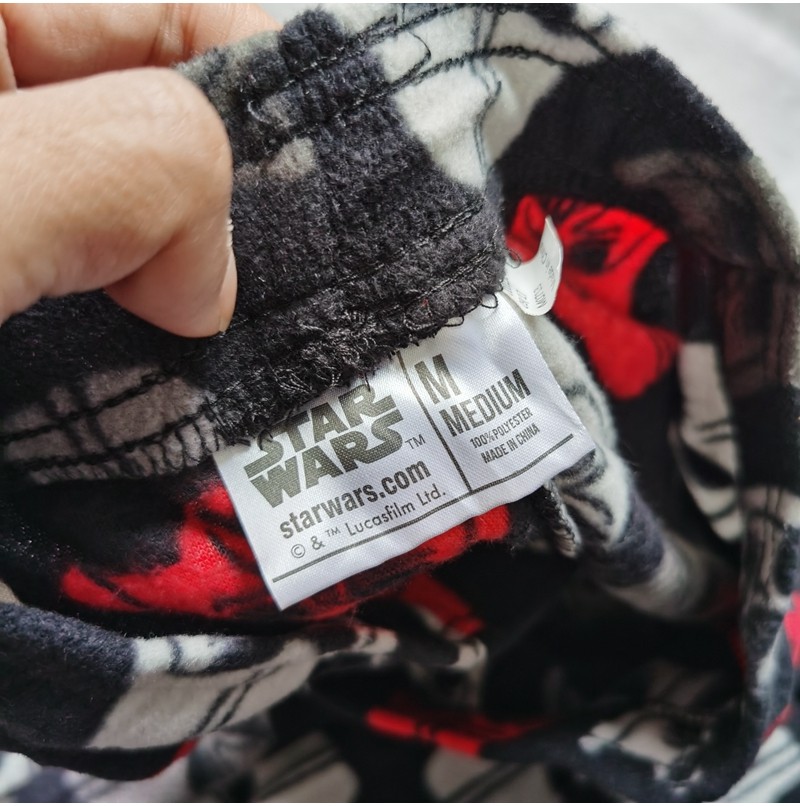 STAR
WARS™
starwars.com
© & ™ Lucasfilm Ltd.
M
MEDIUM
100% POLYESTER
MADE IN CHINA